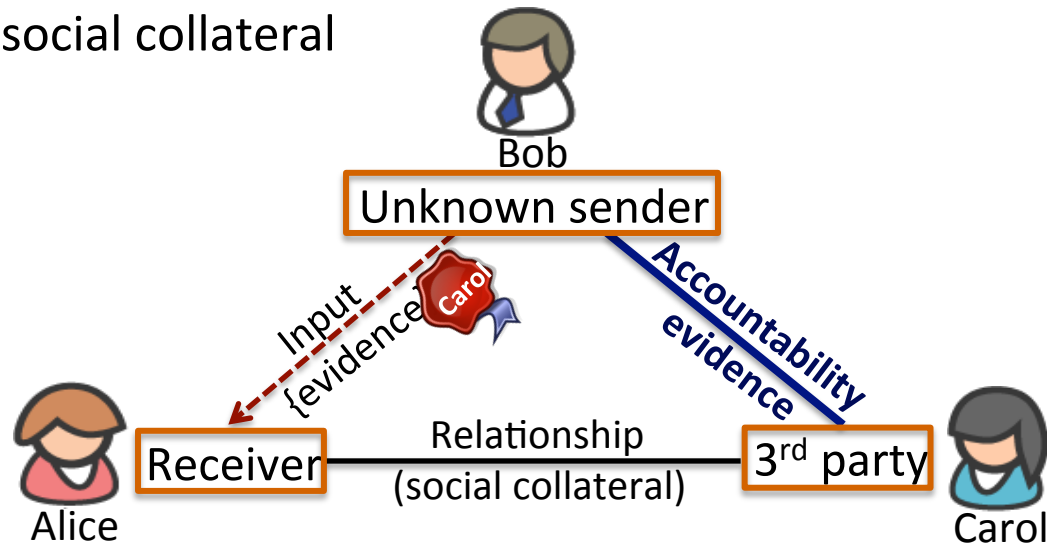 social collateral
Bob
Unknown sender
Carol
Input
{evidence}
Accountability
evidence
Receiver
Relationship
(social collateral)
3rd party
Alice
Carol